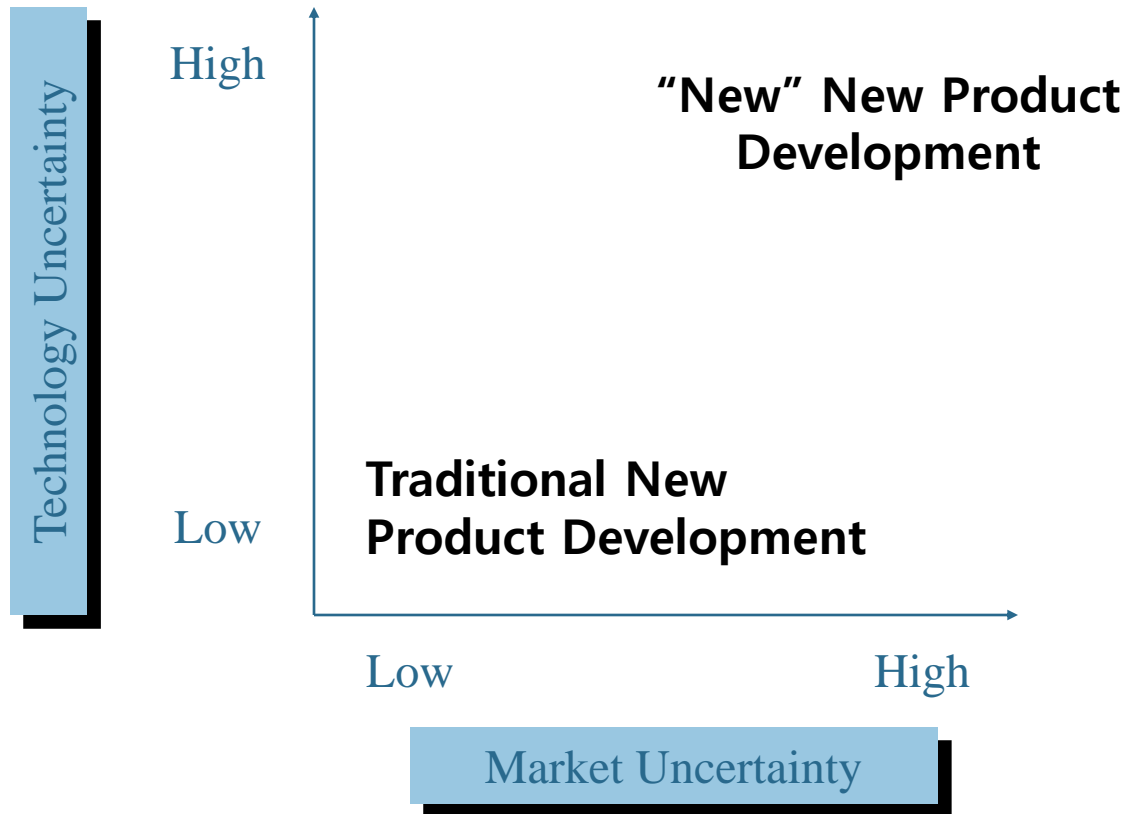 Technology Uncertainty
High
“New” New Product
Development
Traditional New
Product Development
Low
Low High
Market Uncertainty